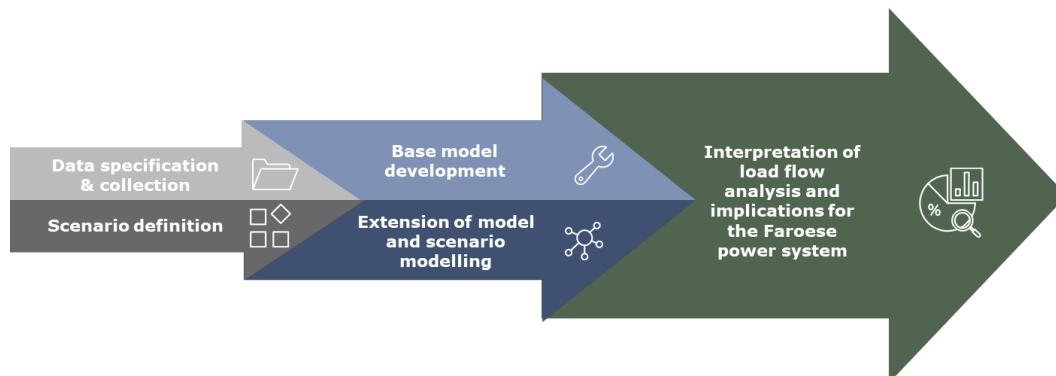 Data specification
& collection
Scenario definition
Base model
development
Extension of model
and scenario
modelling
Interpretation of
load flow
analysis and
implications for
the Faroese
power system
%